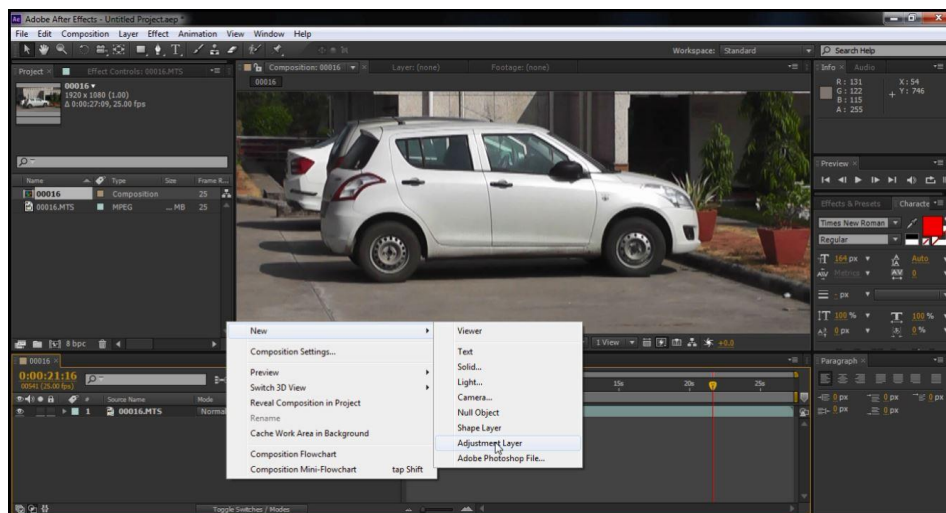 Adobe After Effects - Untitled Project.aep *
File Edit Composition Layer Effect Animation View Window Help
Workspace: Standard
Search Help
Project
Effect Controls: 00016.MTS
Composition: 00016
Layer: (none)
Footage: (none)
Info
Audio
00016
1920 x 1080 (1.00)
Δ 0:00:27:09, 25.00 fps
00016
R: 131
G: 122
B: 115
A: 255
X: 54
Y: 746
Preview
Name
Type
Size
Frame R...
00016
Composition
25
00016.MTS
MPEG
... MB
25
Effects & Presets
Characte
Times New Roman
Regular
164 px
Auto
Metrics
0
- px
100 %
100 %
0 px
0 %
8 bpc
1 View
+0.0
New
Composition Settings...
Preview
Switch 3D View
Reveal Composition in Project
Rename
Cache Work Area in Background
Composition Flowchart
Composition Mini-Flowchart tap Shift
Viewer
Text
Solid...
Light...
Camera...
Null Object
Shape Layer
Adjustment Layer
Adobe Photoshop File...
00016
0:00:21:16
00541 (25.00 fps)
# Source Name
Mode
1 00016.MTS
Normal
15s
20s
25s
Paragraph
0 px
0 px
0 px
0 px
0 px
Toggle Switches / Modes